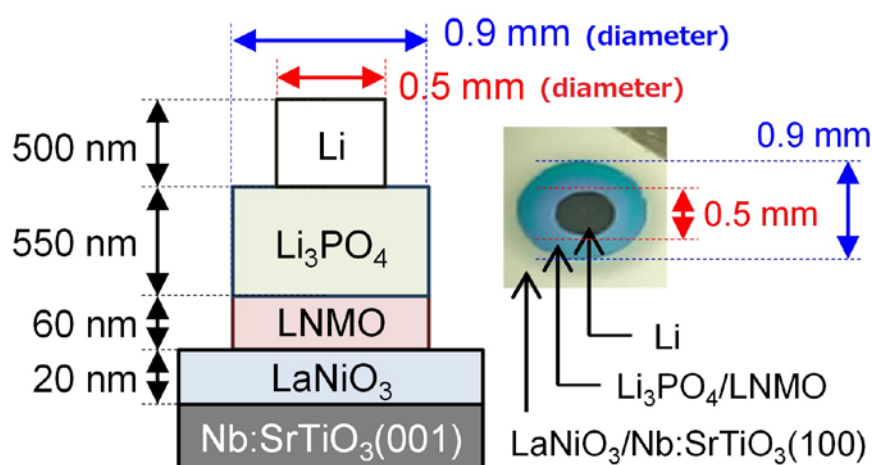 0.9 mm (diameter)
0.5 mm (diameter)
500 nm
Li
550 nm
Li₃PO₄
60 nm
LNMO
20 nm
LaNiO₃
Nb:SrTiO₃(001)
0.9 mm
0.5 mm
Li
Li₃PO₄/LNMO
LaNiO₃/Nb:SrTiO₃(100)